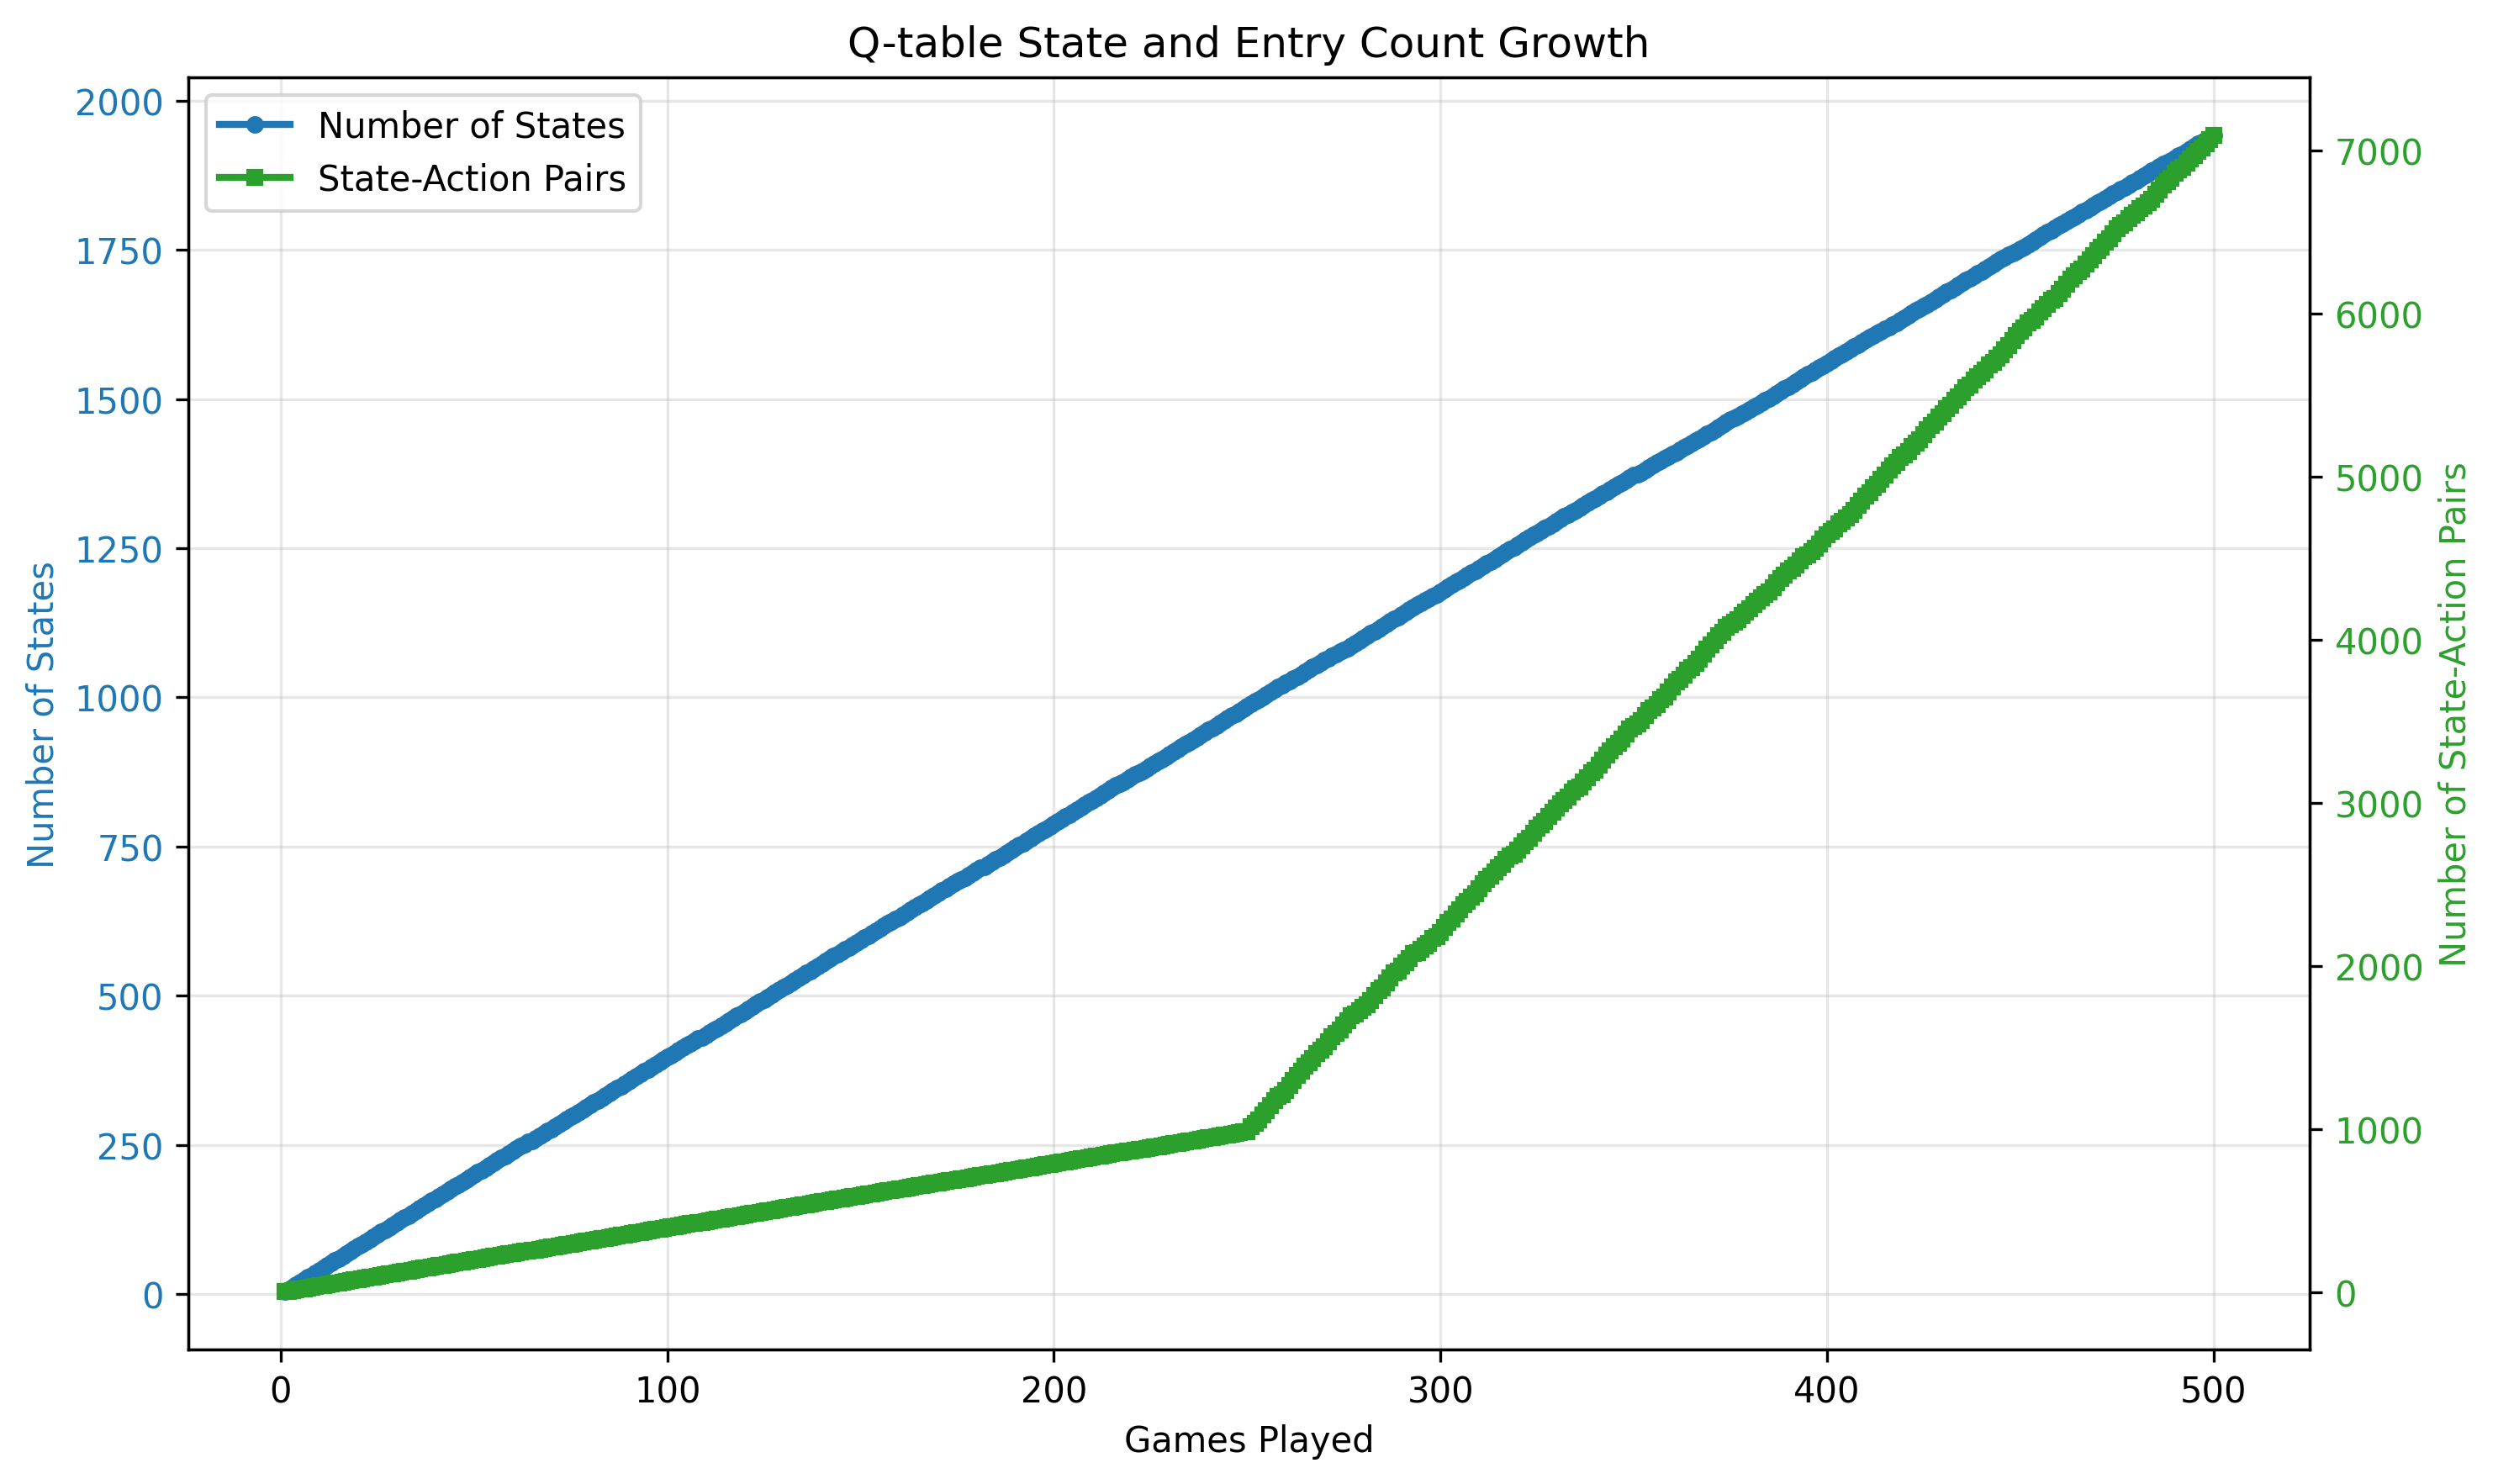 Q-table State and Entry Count Growth
Number of States
State-Action Pairs
2000
1750
1500
1250
1000
750
500
250
0
Number of States
7000
6000
5000
4000
3000
2000
1000
0
Number of State-Action Pairs
0 100 200 300 400 500
Games Played